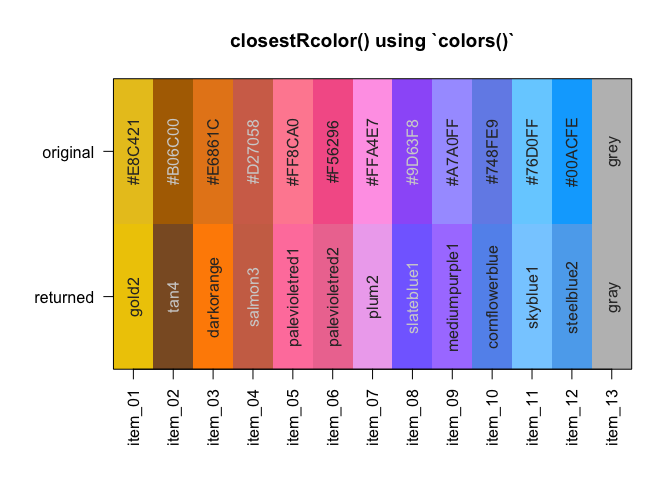 closestRcolor() using `colors()`
original
#E8C421
#B06C00
#E6861C
#D27058
#FF8CA0
#F56296
#FFA4E7
#9D63F8
#A7A0FF
#748FE9
#76D0FF
#00ACFE
grey
returned
gold2
tan4
darkorange
salmon3
palevioletred1
palevioletred2
plum2
slateblue1
mediumpurple1
cornflowerblue
skyblue1
steelblue2
gray
item_01
item_02
item_03
item_04
item_05
item_06
item_07
item_08
item_09
item_10
item_11
item_12
item_13